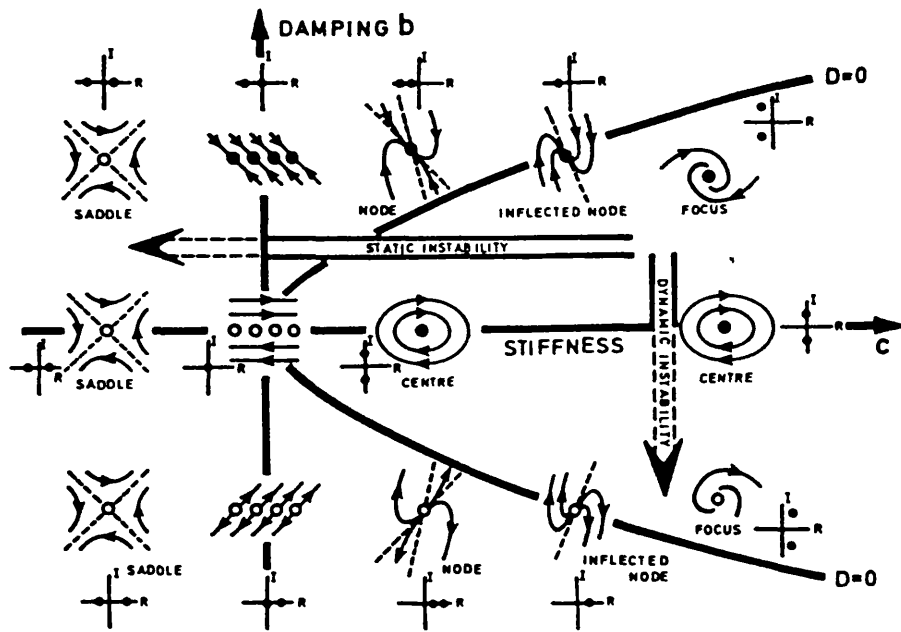 DAMPING b
I
R
I
R
I
R
I
R
D=0
I
R
SADDLE
NODE
INFLECTED NODE
FOCUS
STATIC INSTABILITY
DYNAMIC INSTABILITY
I
R
SADDLE
I
R
I
CENTRE
STIFFNESS
CENTRE
I
R
C
SADDLE
I
R
I
R
NODE
I
R
INFLECTED
NODE
I
R
FOCUS
I
R
D=0